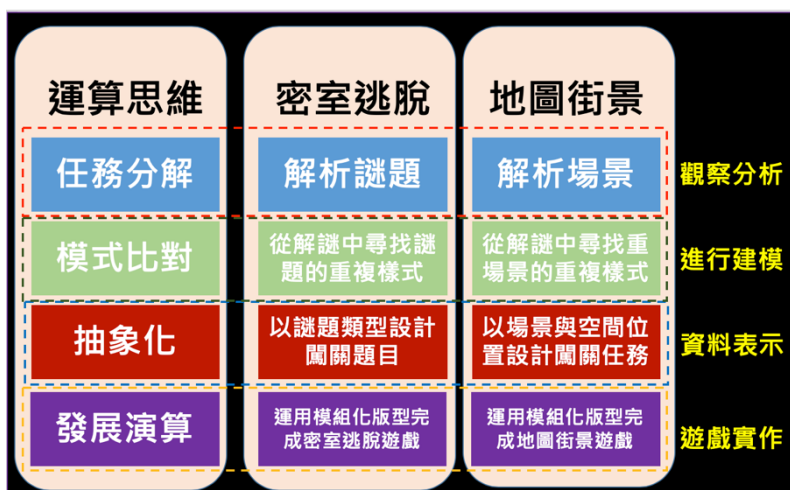 運算思維
密室逃脫
地圖街景
任務分解
解析謎題
解析場景
觀察分析
模式比對
從解謎中尋找謎
題的重複樣式
從解謎中尋找重
場景的重複樣式
進行建模
抽象化
以謎題類型設計
闖關題目
以場景與空間位
置設計闖關任務
資料表示
發展演算
運用模組化版型完
成密室逃脫遊戲
運用模組化版型完
成地圖街景遊戲
遊戲實作